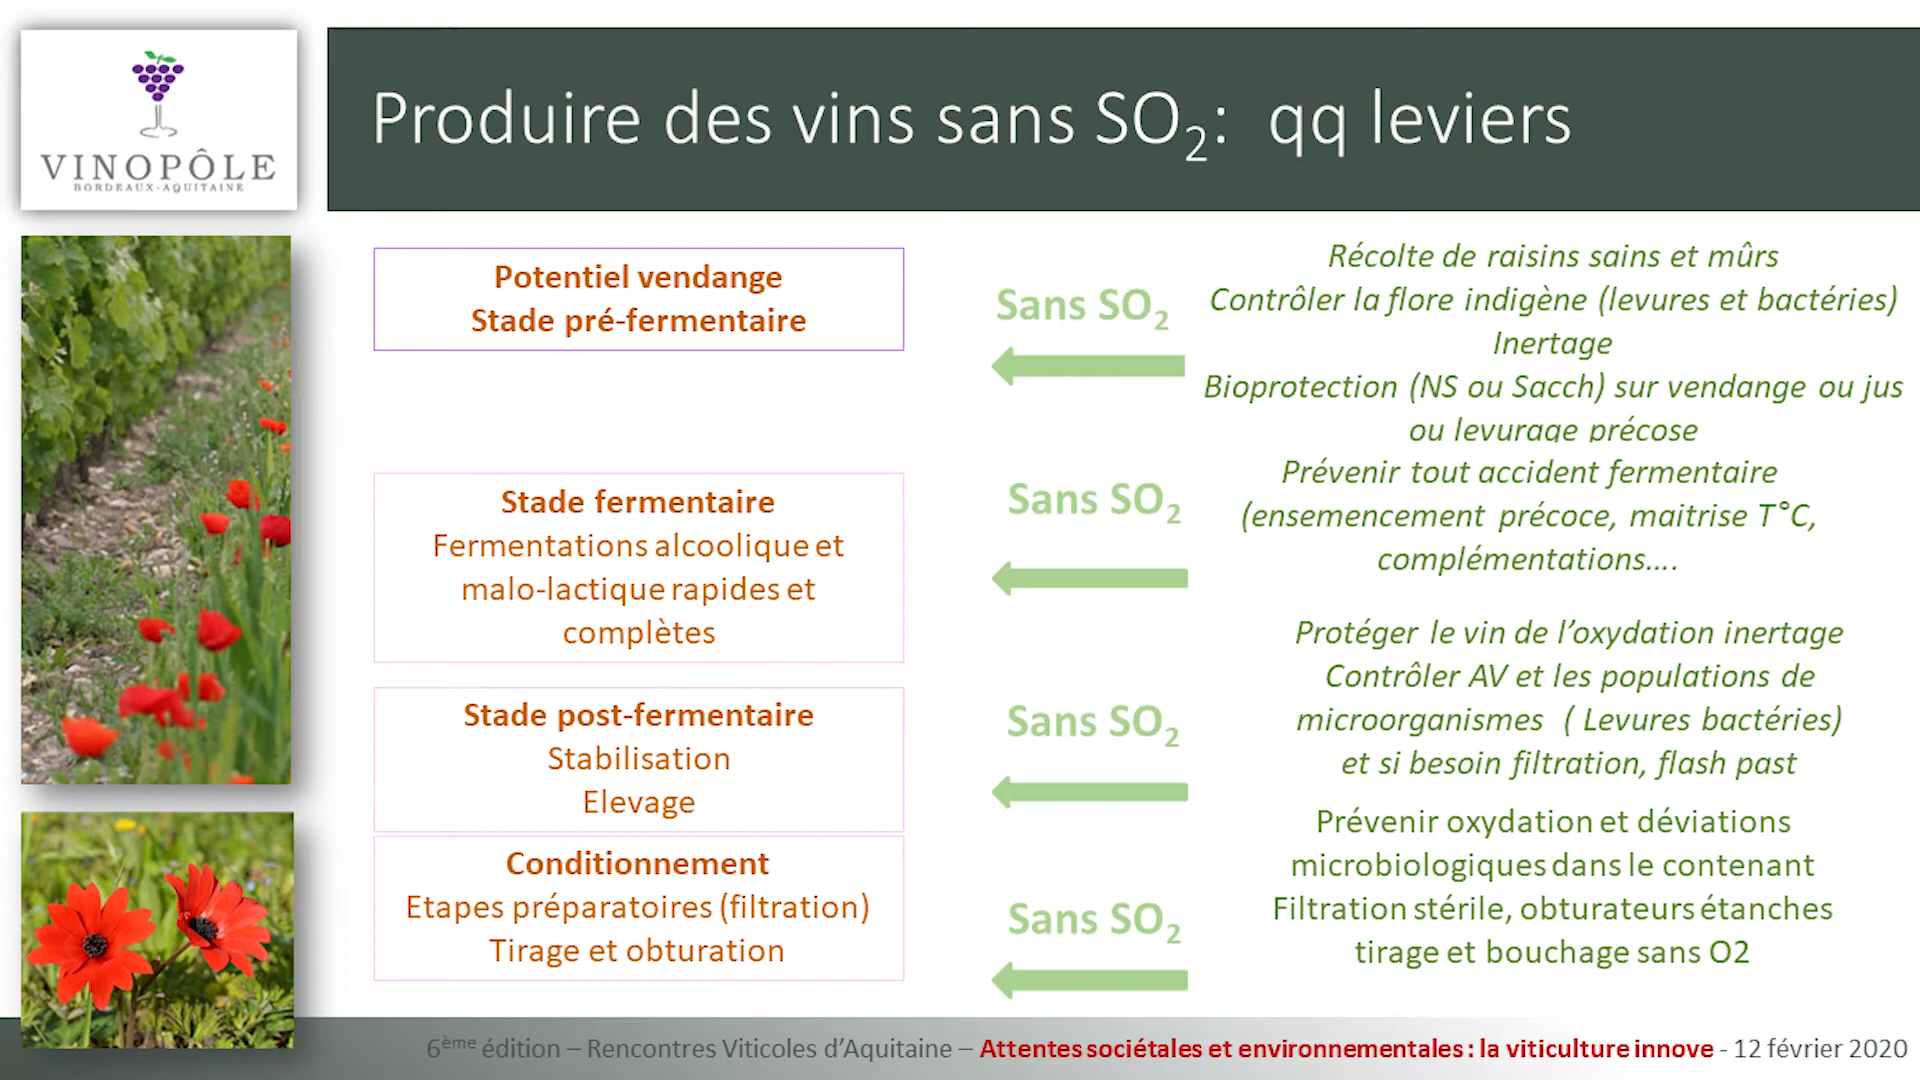 VINOPÔLE
BORDEAUX-AQUITAINE
Produire des vins sans SO2: qq leviers
Potentiel vendange
Stade pré-fermentaire
Sans SO2
Récolte de raisins sains et mûrs
Contrôler la flore indigène (levures et bactéries)
Inertage
Bioprotection (NS ou Sacch) sur vendange ou jus
ou levurage précose
Stade fermentaire
Fermentations alcoolique et
malo-lactique rapides et
complètes
Sans SO2
Prévenir tout accident fermentaire
(ensemencement précoce, maitrise T°C,
complémentations....
Stade post-fermentaire
Stabilisation
Elevage
Sans SO2
Protéger le vin de l’oxydation inertage
Contrôler AV et les populations de
microorganismes ( Levures bactéries)
et si besoin filtration, flash past
Conditionnement
Etapes préparatoires (filtration)
Tirage et obturation
Sans SO2
Prévenir oxydation et déviations
microbiologiques dans le contenant
Filtration stérile, obturateurs étanches
tirage et bouchage sans O2
6ème édition – Rencontres Viticoles d’Aquitaine – Attentes sociétales et environnementales : la viticulture innove - 12 février 2020